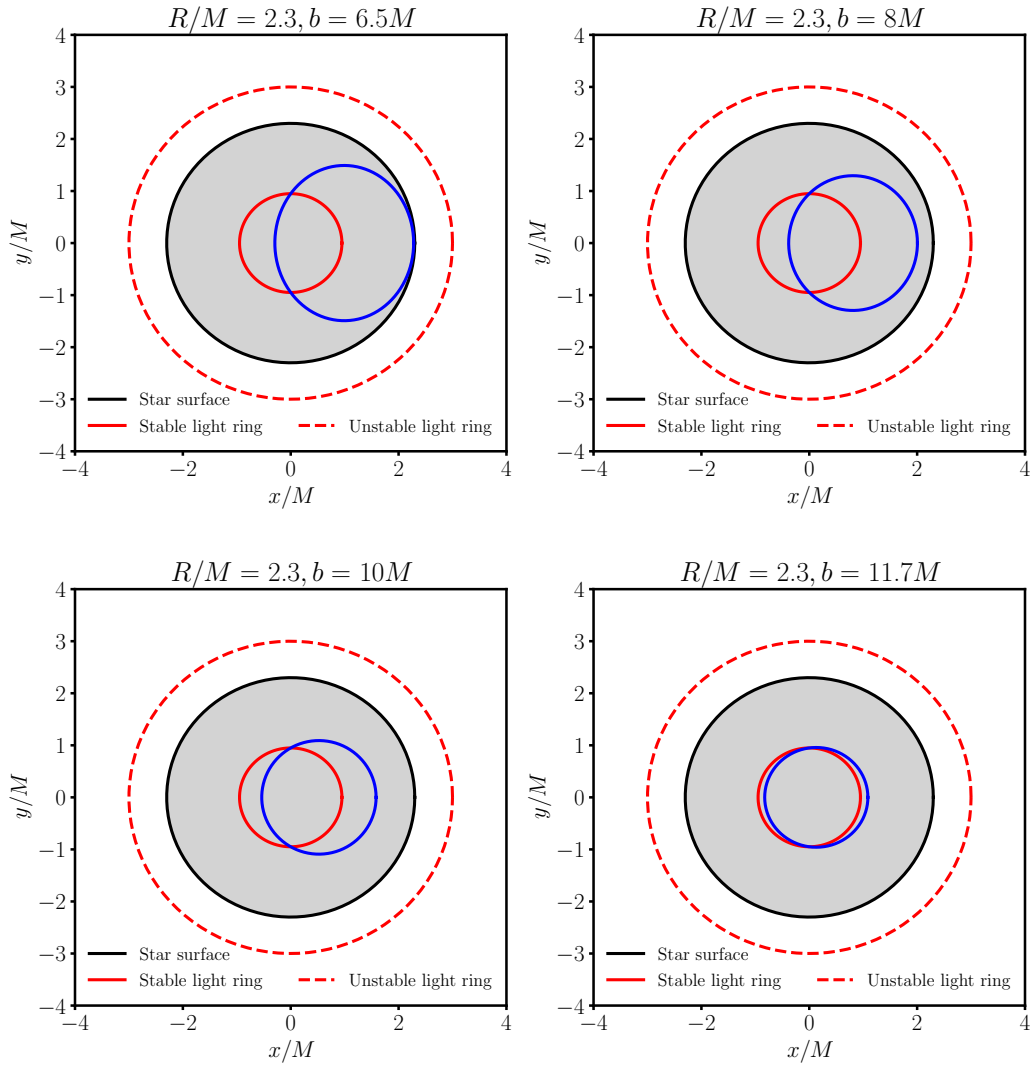 R/M = 2.3, b = 6.5M
4
3
2
1
0
−1
−2
−3
−4
y/M
Star surface
Stable light ring
Unstable light ring
−4
−2
0
2
4
x/M
R/M = 2.3, b = 8M
4
3
2
1
0
−1
−2
−3
−4
y/M
Star surface
Stable light ring
Unstable light ring
−4
−2
0
2
4
x/M
R/M = 2.3, b = 10M
4
3
2
1
0
−1
−2
−3
−4
y/M
Star surface
Stable light ring
Unstable light ring
−4
−2
0
2
4
x/M
R/M = 2.3, b = 11.7M
4
3
2
1
0
−1
−2
−3
−4
y/M
Star surface
Stable light ring
Unstable light ring
−4
−2
0
2
4
x/M